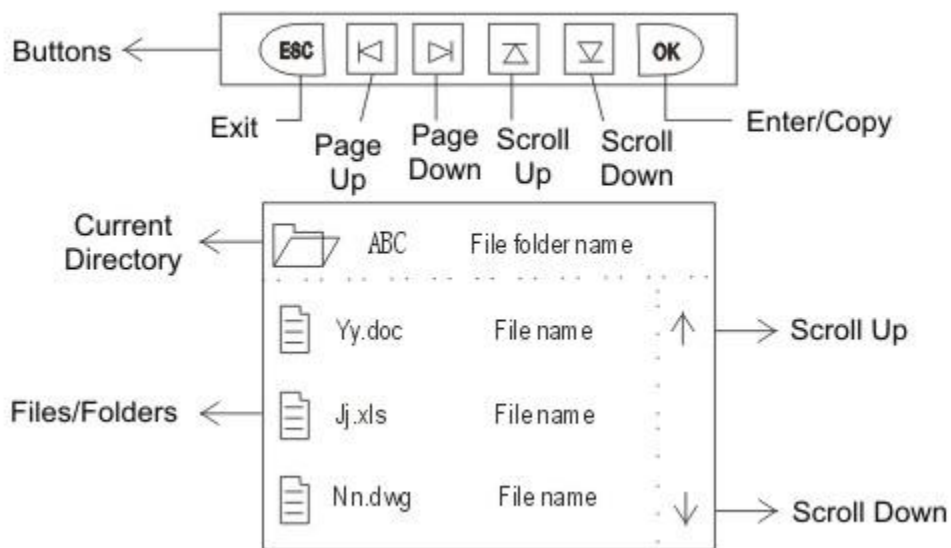 Buttons
ESC
OK
Exit
Page Up
Page Down
Scroll Up
Scroll Down
Enter/Copy
Current Directory
ABC File folder name
Yy.doc File name
Scroll Up
Files/Folders
Jj.xls File name
Nn.dwg File name
Scroll Down